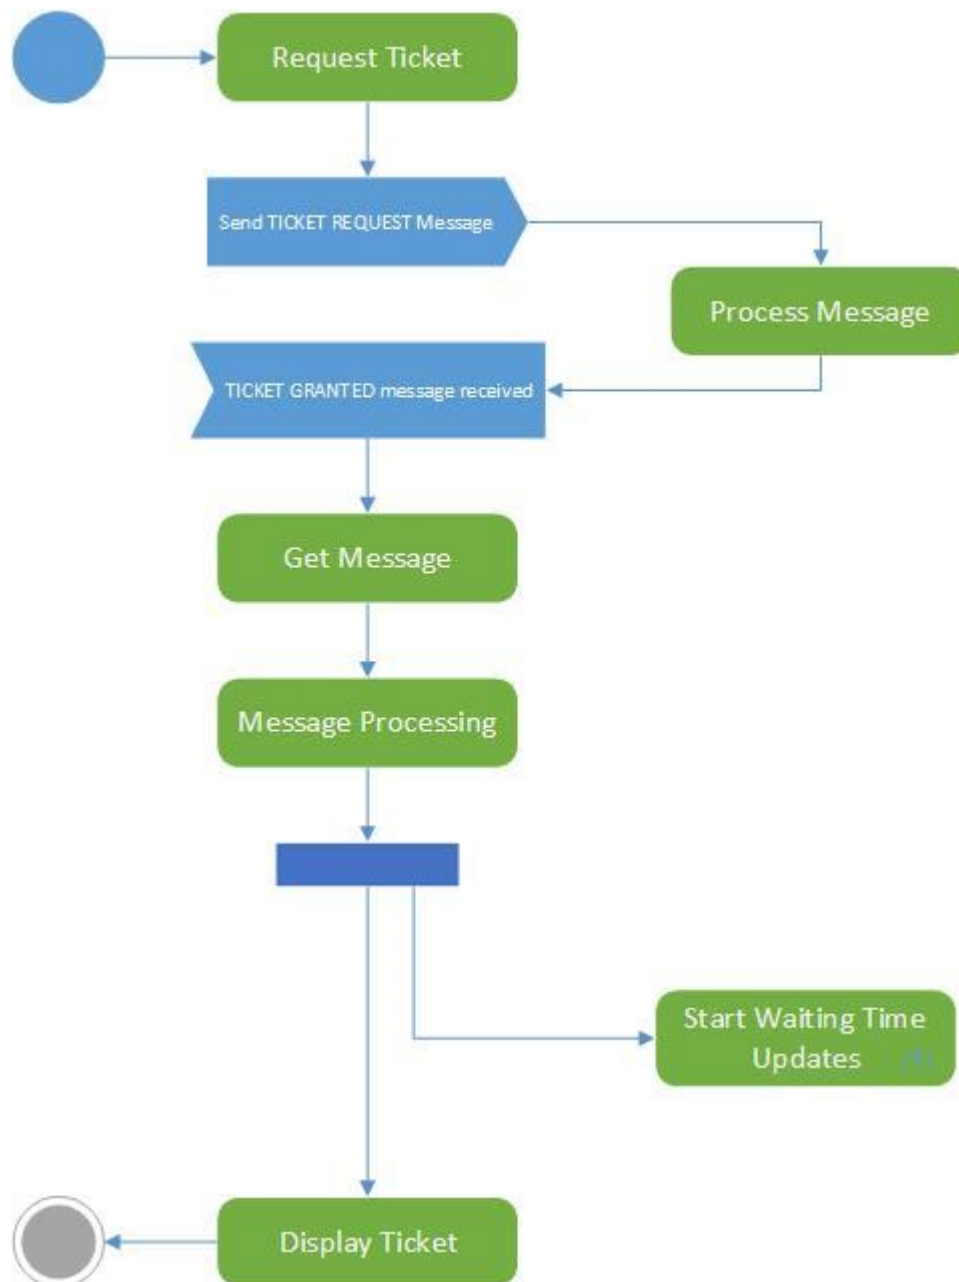 Request Ticket
Send TICKET REQUEST Message
Process Message
TICKET GRANTED message received
Get Message
Message Processing
Start Waiting Time
Updates (1)
Display Ticket